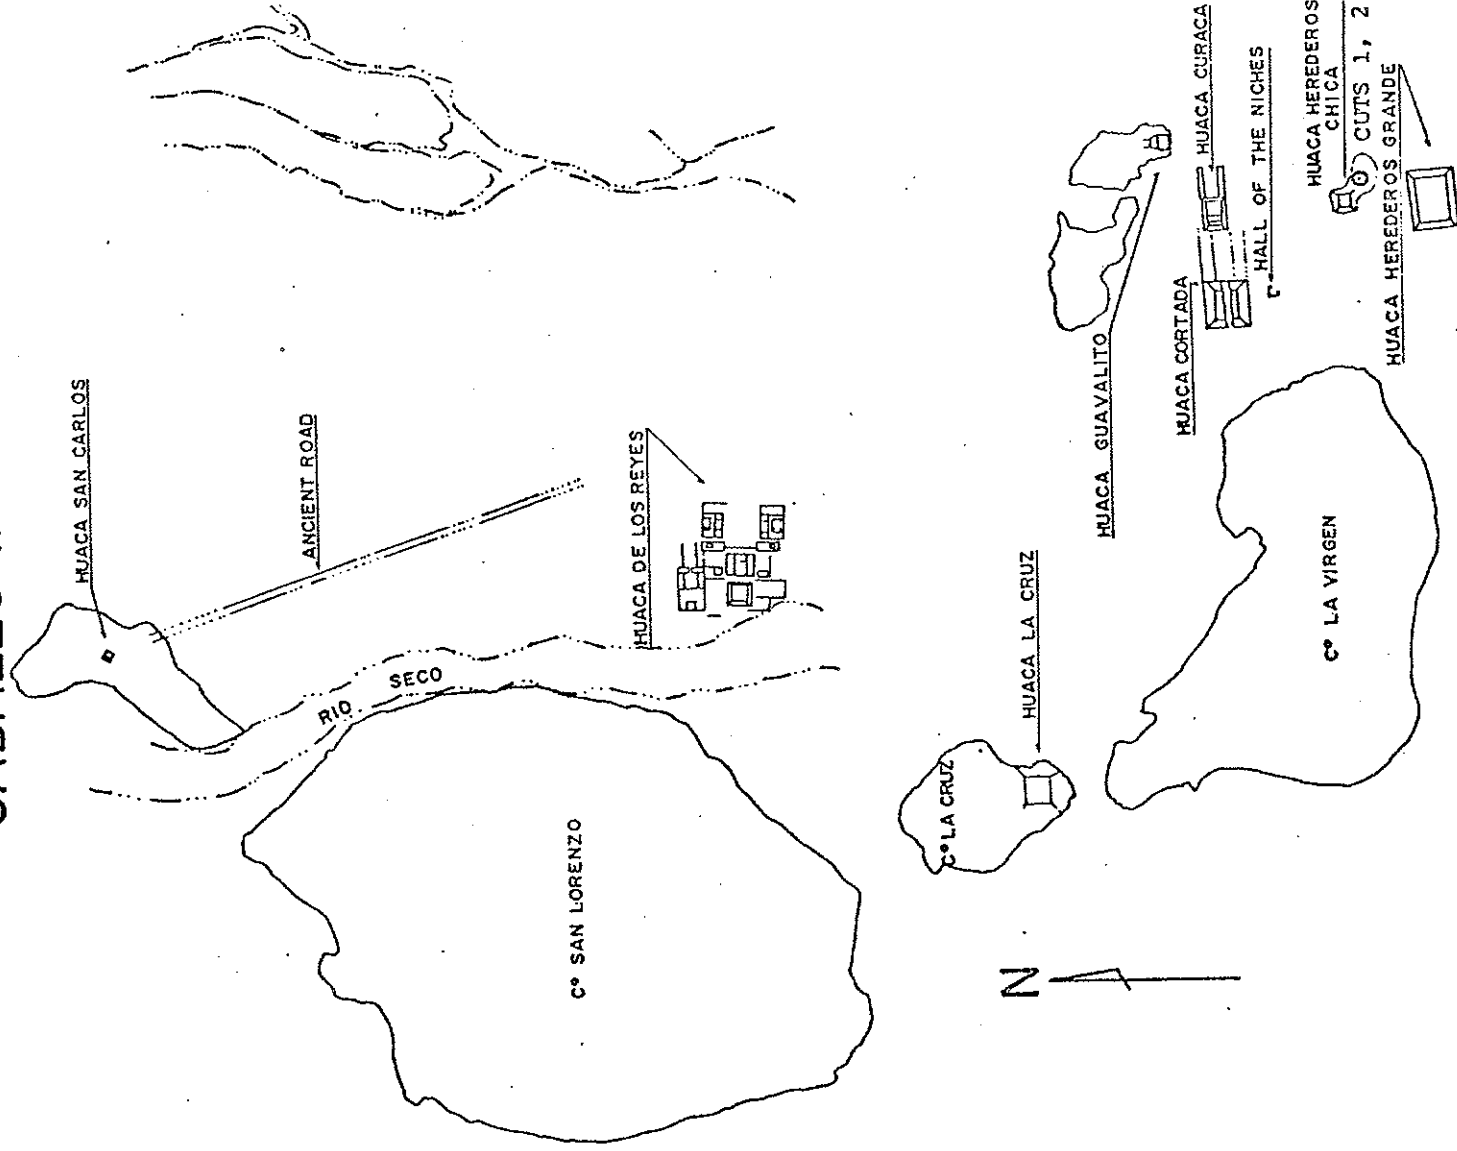 HUACA SAN CARLOS
ANCIENT ROAD
RIO SECO
HUACA DE LOS REYES
C° SAN LORENZO
C° LA CRUZ
HUACA LA CRUZ
C° LA VIRGEN
HUACA GUAVALITO
HUACA CORTADA
HUACA CURACA
HALL OF THE NICHES
HUACA HEREDEROS
CHICA
CUTS 1, 2
HUACA HEREDEROS GRANDE
N